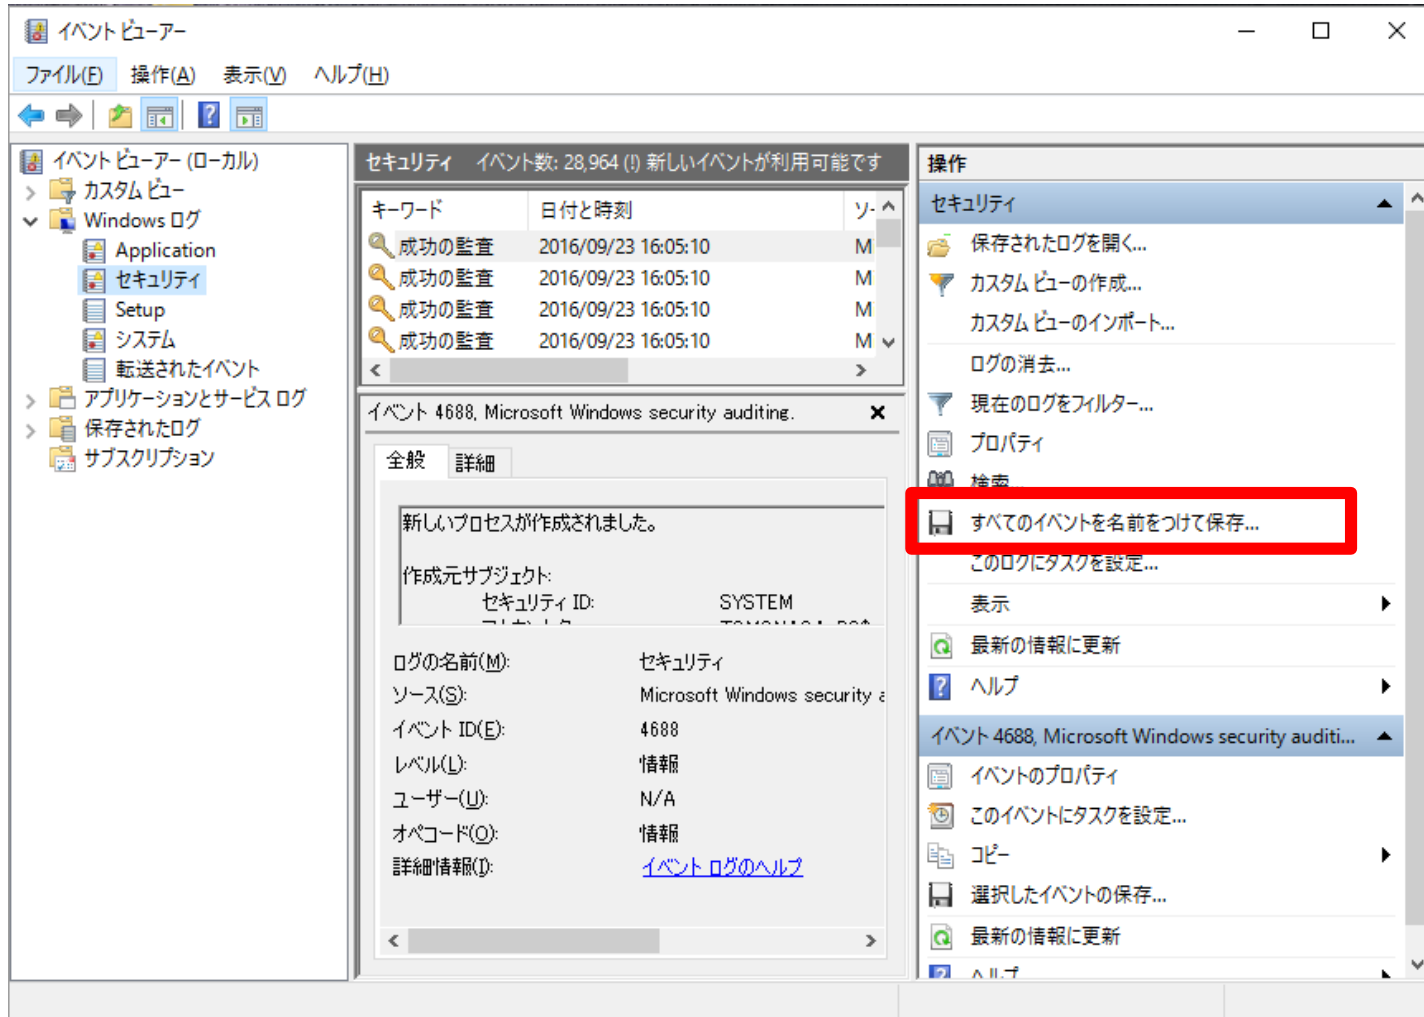 イベント ビューアー
ファイル(F) 操作(A) 表示(V) ヘルプ(H)
イベント ビューアー (ローカル)
カスタム ビュー
Windows ログ
Application
セキュリティ
Setup
システム
転送されたイベント
アプリケーションとサービス ログ
保存されたログ
サブスクリプション
セキュリティ イベント数: 28,964 (!) 新しいイベントが利用可能です
キーワード 日付と時刻 ソ-
成功の監査 2016/09/23 16:05:10 M
成功の監査 2016/09/23 16:05:10 M
成功の監査 2016/09/23 16:05:10 M
成功の監査 2016/09/23 16:05:10 M
イベント 4688, Microsoft Windows security auditing.
全般 詳細
新しいプロセスが作成されました。
作成元サブジェクト:
セキュリティ ID: SYSTEM
ログの名前(M): セキュリティ
ソース(S): Microsoft Windows security a
イベント ID(E): 4688
レベル(L): 情報
ユーザー(U): N/A
オペコード(O): 情報
詳細情報(I): イベント ログのヘルプ
操作
セキュリティ
保存されたログを開く...
カスタム ビューの作成...
カスタム ビューのインポート...
ログの消去...
現在のログをフィルター...
プロパティ
検索...
すべてのイベントを名前をつけて保存...
このログにタスクを設定...
表示
最新の情報に更新
ヘルプ
イベント 4688, Microsoft Windows security auditi...
イベントのプロパティ
このイベントにタスクを設定...
コピー
選択したイベントの保存...
最新の情報に更新
ヘルプ